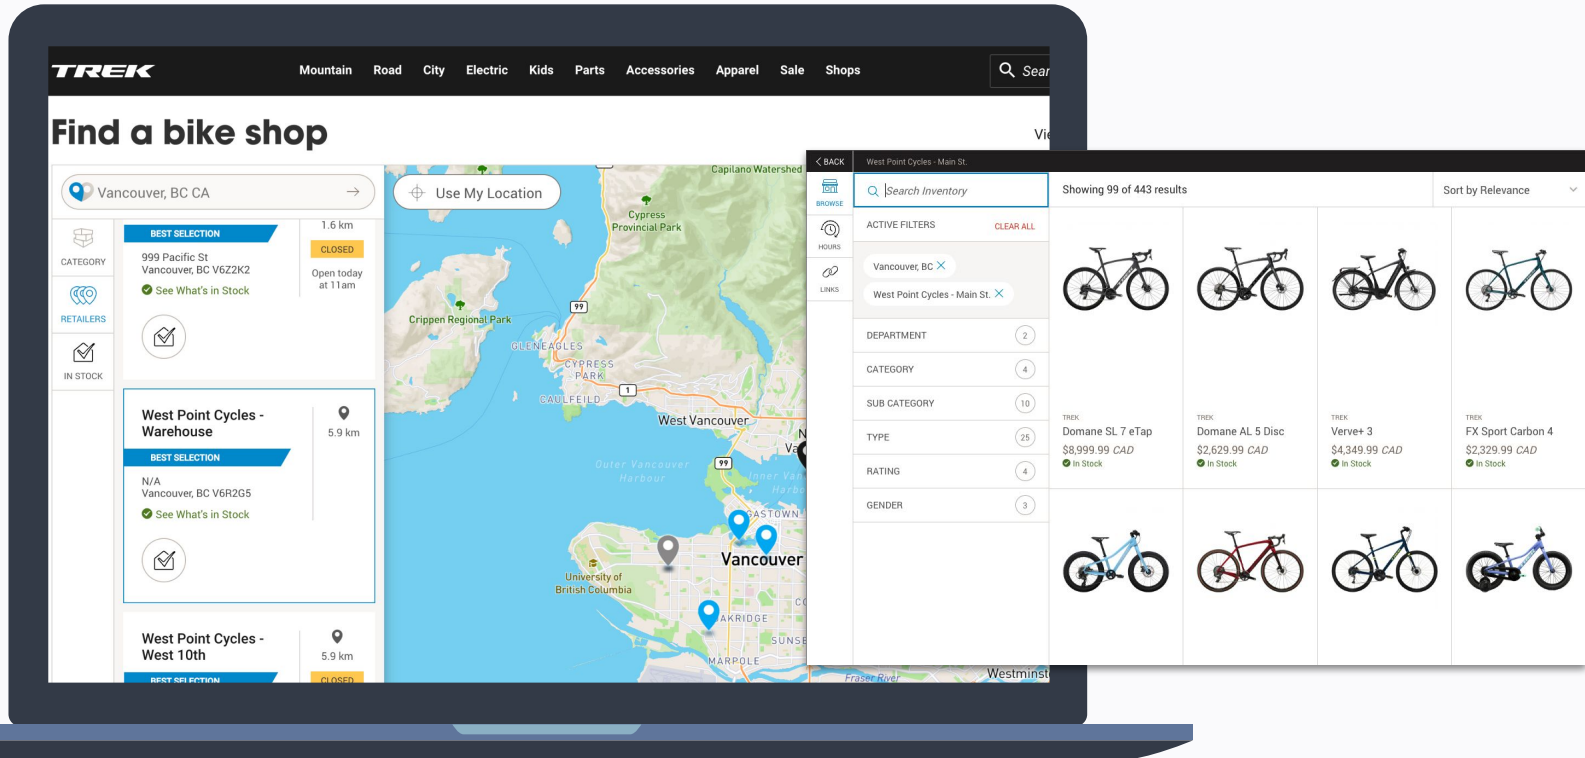 TREK
Mountain Road City Electric Kids Parts Accessories Apparel Sale Shops
Find a bike shop
Vancouver, BC CA
Use My Location
CATEGORY
RETAILERS
IN STOCK
1.6 km
BEST SELECTION
CLOSED
999 Pacific St
Vancouver, BC V6Z2K2
Open today
at 11am
See What's in Stock
West Point Cycles -
Warehouse
5.9 km
BEST SELECTION
N/A
Vancouver, BC V6R2G5
See What's in Stock
West Point Cycles -
West 10th
5.9 km
BEST SELECTION
CLOSED
Capilano Watershed
Cypress
Provincial Park
99
Crippen Regional Park
GLENEAGLES
CYPRESS
PARK
1
CAULFEILD
West Vancouver
99
Outer Vancouver
Harbour
GASTOWN
Vancouver
University of
British Columbia
MARPOLE
Fraser River
BACK
West Point Cycles - Main St.
BROWSE
HOURS
LINKS
Search Inventory
Showing 99 of 443 results
Sort by Relevance
ACTIVE FILTERS
CLEAR ALL
Vancouver, BC
West Point Cycles - Main St.
DEPARTMENT 2
CATEGORY 4
SUB CATEGORY 10
TYPE 25
RATING 4
GENDER 3
TREK
Domane SL 7 eTap
$8,999.99 CAD
In Stock
TREK
Domane AL 5 Disc
$2,629.99 CAD
In Stock
TREK
Verve+ 3
$4,349.99 CAD
In Stock
TREK
FX Sport Carbon 4
$2,329.99 CAD
In Stock